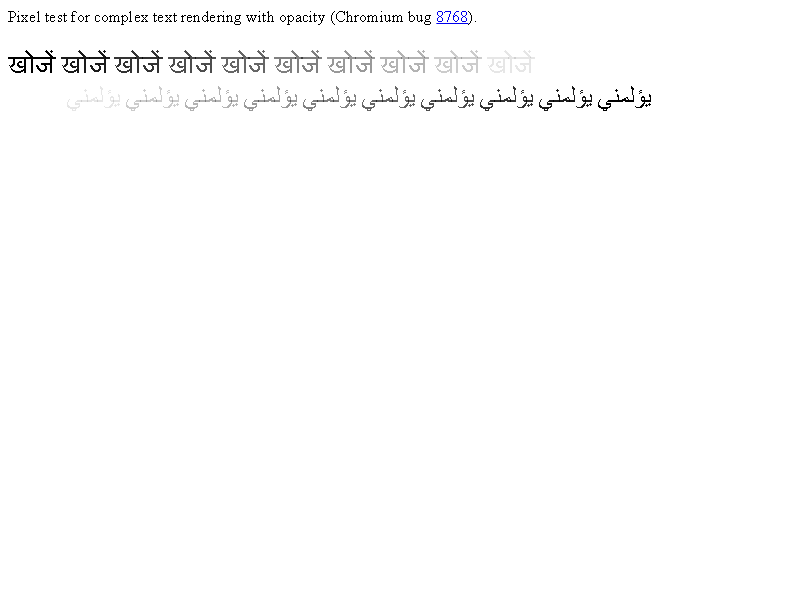 Pixel test for complex text rendering with opacity (Chromium bug 8768).
खोजें खोजें खोजें खोजें खोजें खोजें खोजें खोजें खोजें खोजें
يؤلمني يؤلمني يؤلمني يؤلمني يؤلمني يؤلمني يؤلمني يؤلمني يؤلمني يؤلمني